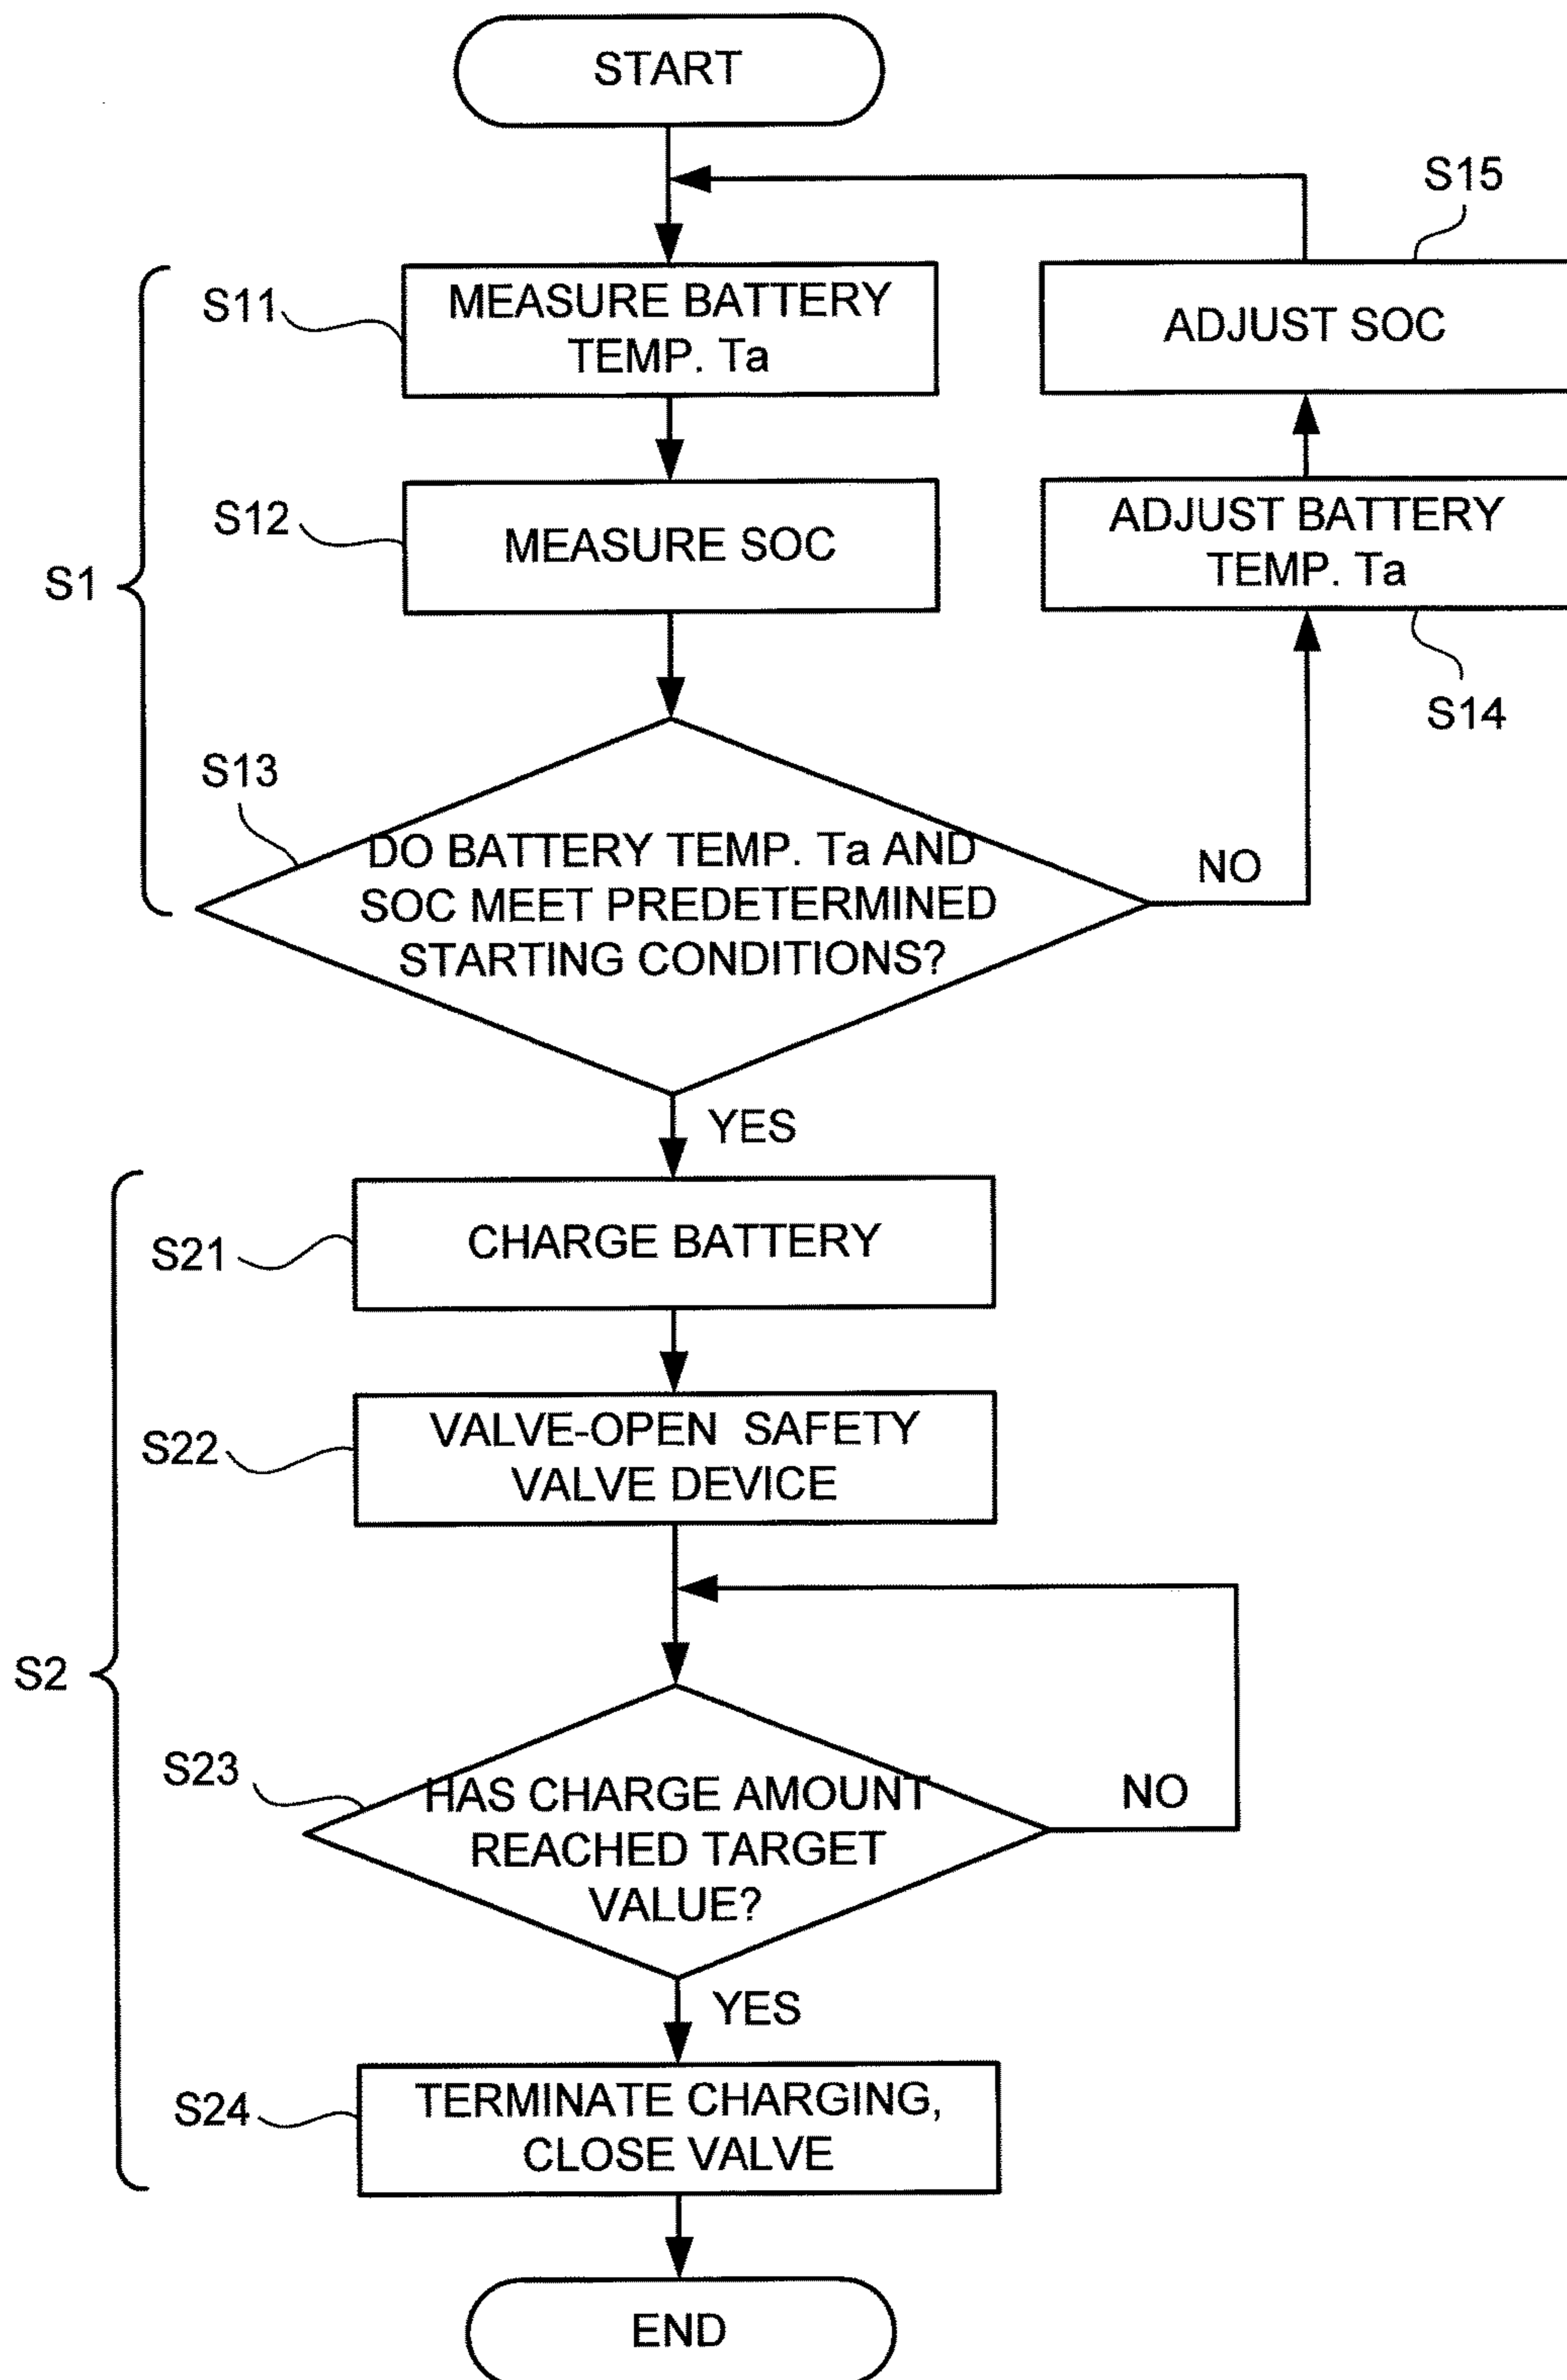 START
S15
S11
MEASURE BATTERY
TEMP. Ta
ADJUST SOC
S12
MEASURE SOC
ADJUST BATTERY
TEMP. Ta
S1
S14
S13
DO BATTERY TEMP. Ta AND
SOC MEET PREDETERMINED
STARTING CONDITIONS?
NO
YES
S21
CHARGE BATTERY
S22
VALVE-OPEN SAFETY
VALVE DEVICE
S2
S23
HAS CHARGE AMOUNT
REACHED TARGET
VALUE?
NO
YES
S24
TERMINATE CHARGING,
CLOSE VALVE
END